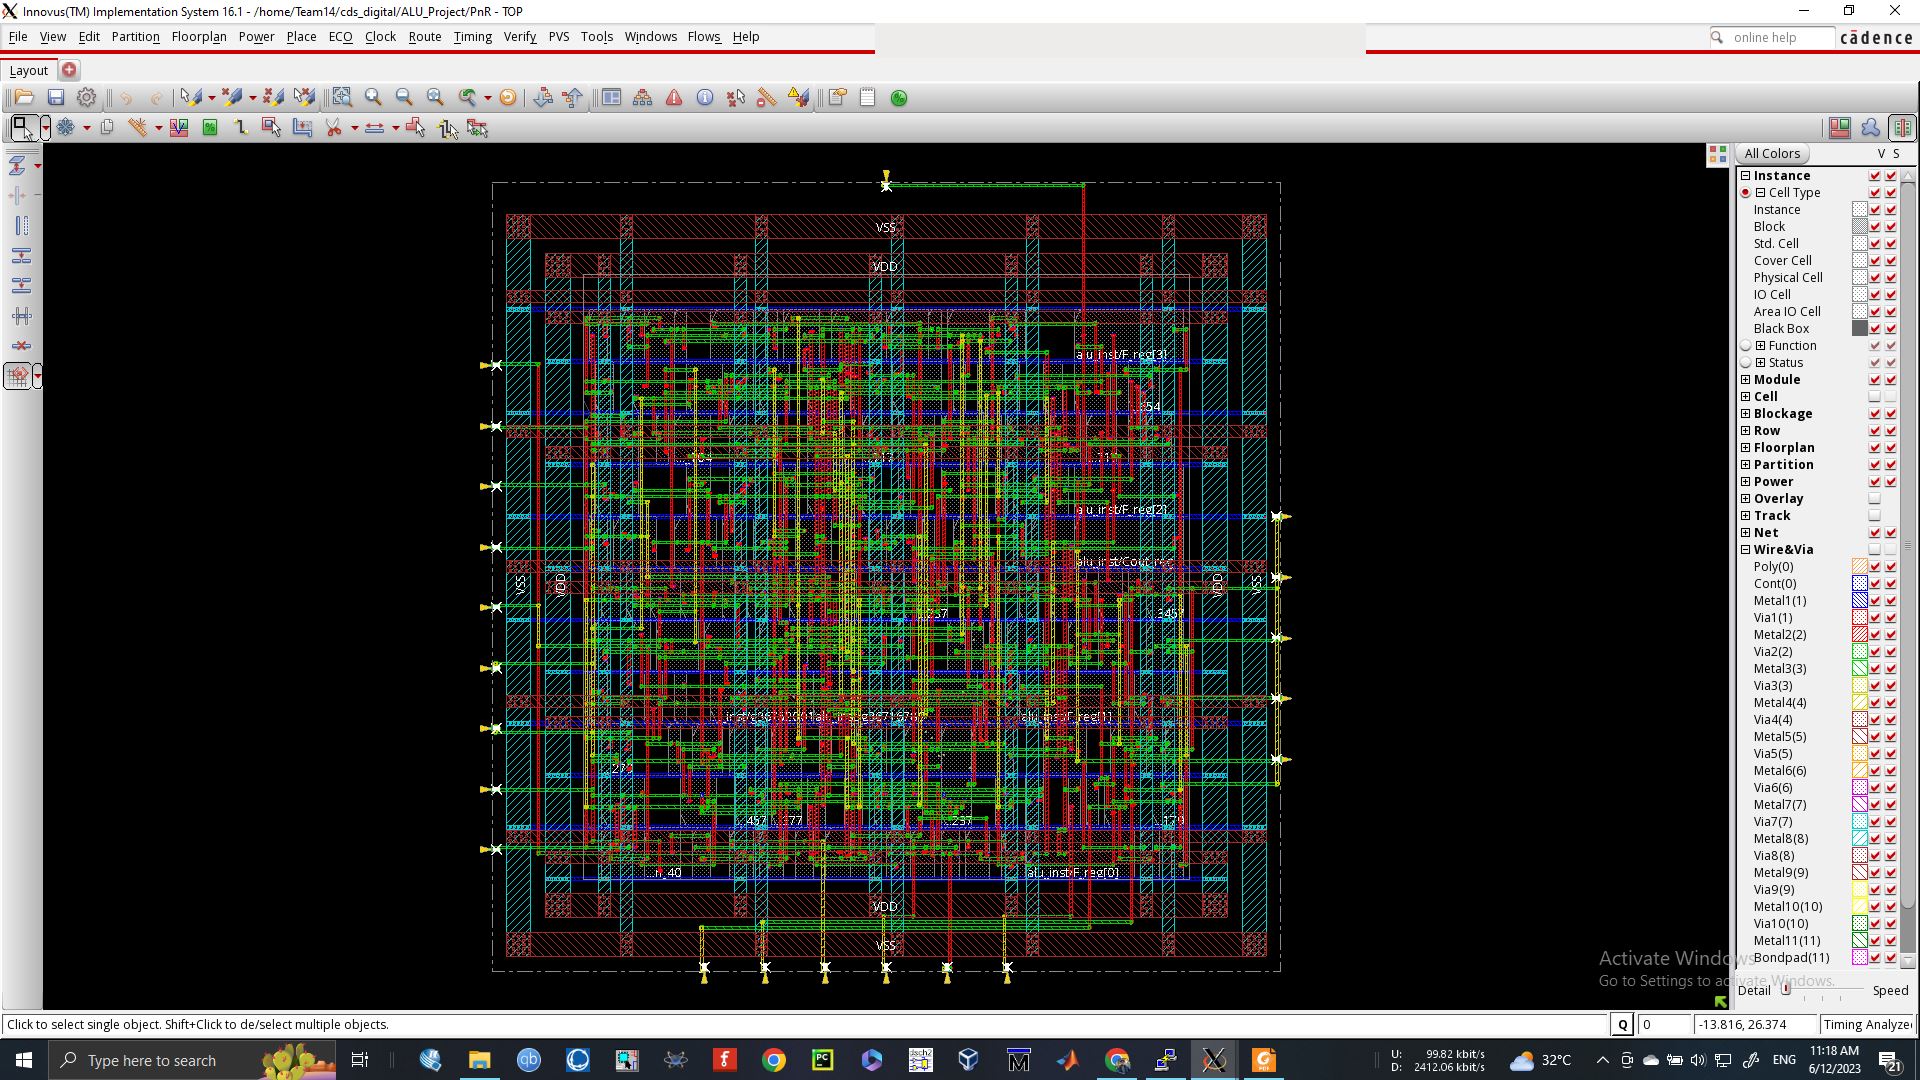 Innovus(TM) Implementation System 16.1 - /home/Team14/cds_digital/ALU_Project/PnR - TOP
File View Edit Partition Floorplan Power Place ECO Clock Route Timing Verify PVS Tools Windows Flows Help
online help
cādence
Layout
All Colors V S
Instance
Cell Type
Instance
Block
Std. Cell
Cover Cell
Physical Cell
IO Cell
Area IO Cell
Black Box
Function
Status
Module
Cell
Blockage
Row
Floorplan
Partition
Power
Overlay
Track
Net
Wire&Via
Poly(0)
Cont(0)
Metal1(1)
Via1(1)
Metal2(2)
Via2(2)
Metal3(3)
Via3(3)
Metal4(4)
Via4(4)
Metal5(5)
Via5(5)
Metal6(6)
Via6(6)
Metal7(7)
Via7(7)
Metal8(8)
Via8(8)
Metal9(9)
Via9(9)
Metal10(10)
Via10(10)
Metal11(11)
Bondpad(11)
Detail Speed
VSS
VDD
alu_inst/F_reg[3]
alu_inst/F_reg[2]
VSS VDD VDD VSS
alu_inst/F_reg[1]
alu_inst/F_reg[0]
VDD
VSS
Activate Windows
Go to Settings to activate Windows.
Click to select single object. Shift+Click to de/select multiple objects.
Q 0 -13.816, 26.374 Timing Analyze
Type here to search
U: 99.82 kbit/s
D: 2412.06 kbit/s
32°C
ENG
11:18 AM
6/12/2023
21